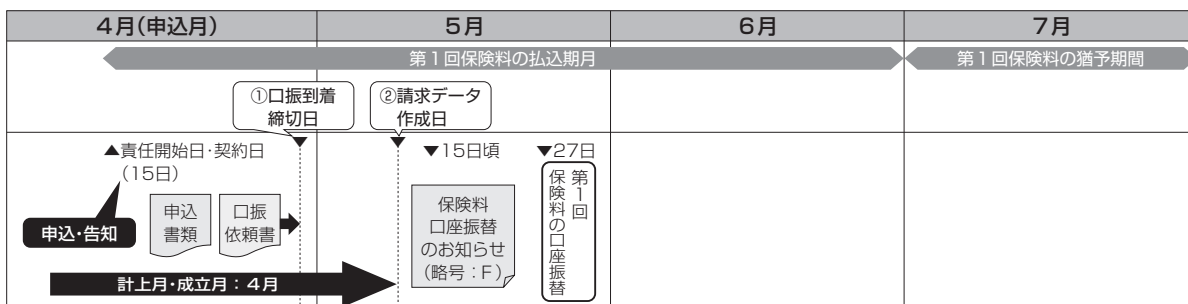 4月(申込月)
5月
6月
7月
第1回保険料の払込期月
第1回保険料の猶予期間
①口振到着
締切日
②請求データ
作成日
▲責任開始日・契約日
(15日)
▼15日頃
▼27日
申込・告知
申込
書類
口振
依頼書
保険料
口座振替
のお知らせ
(略号：F)
第1回
保険料の口座振替
計上月・成立月：4月